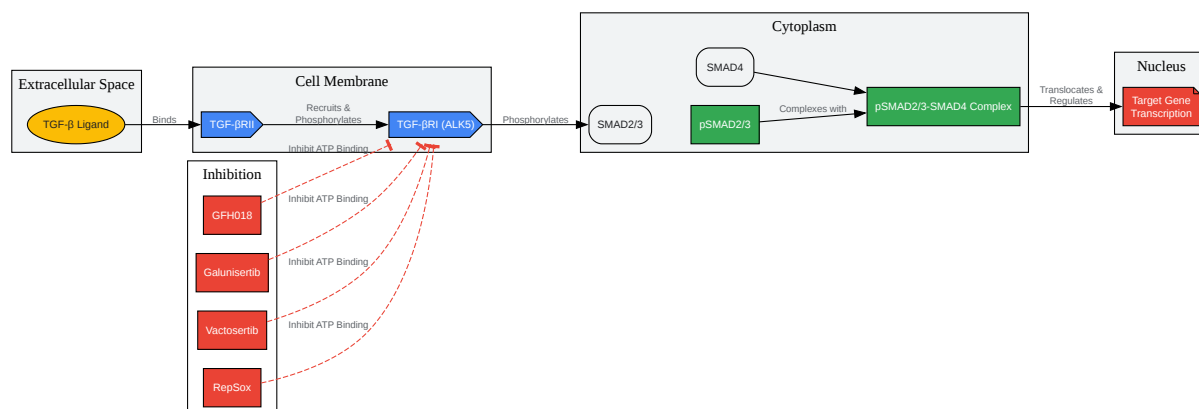 Extracellular Space
TGF-β Ligand
Binds
Cell Membrane
TGF-βRII
Recruits &
Phosphorylates
TGF-βRI (ALK5)
Phosphorylates
Cytoplasm
SMAD2/3
SMAD4
pSMAD2/3
Complexes with
pSMAD2/3-SMAD4 Complex
Translocates &
Regulates
Nucleus
Target Gene
Transcription
Inhibition
GFH018
Galunisertib
Vactosertib
RepSox
Inhibit ATP Binding
Inhibit ATP Binding
Inhibit ATP Binding
Inhibit ATP Binding